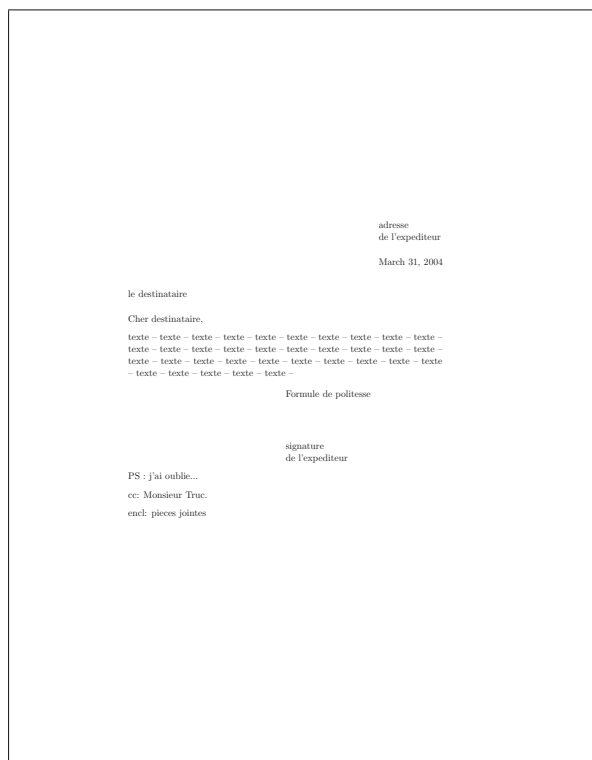 adresse
de l'expediteur
March 31, 2004
le destinataire
Cher destinataire,
texte – texte – texte – texte – texte – texte – texte – texte – texte – texte –
texte – texte – texte – texte – texte – texte – texte – texte – texte – texte –
texte – texte – texte – texte – texte – texte – texte – texte – texte – texte
– texte – texte – texte – texte – texte –
Formule de politesse
signature
de l'expediteur
PS : j'ai oublie...
cc: Monsieur Truc.
encl: pieces jointes